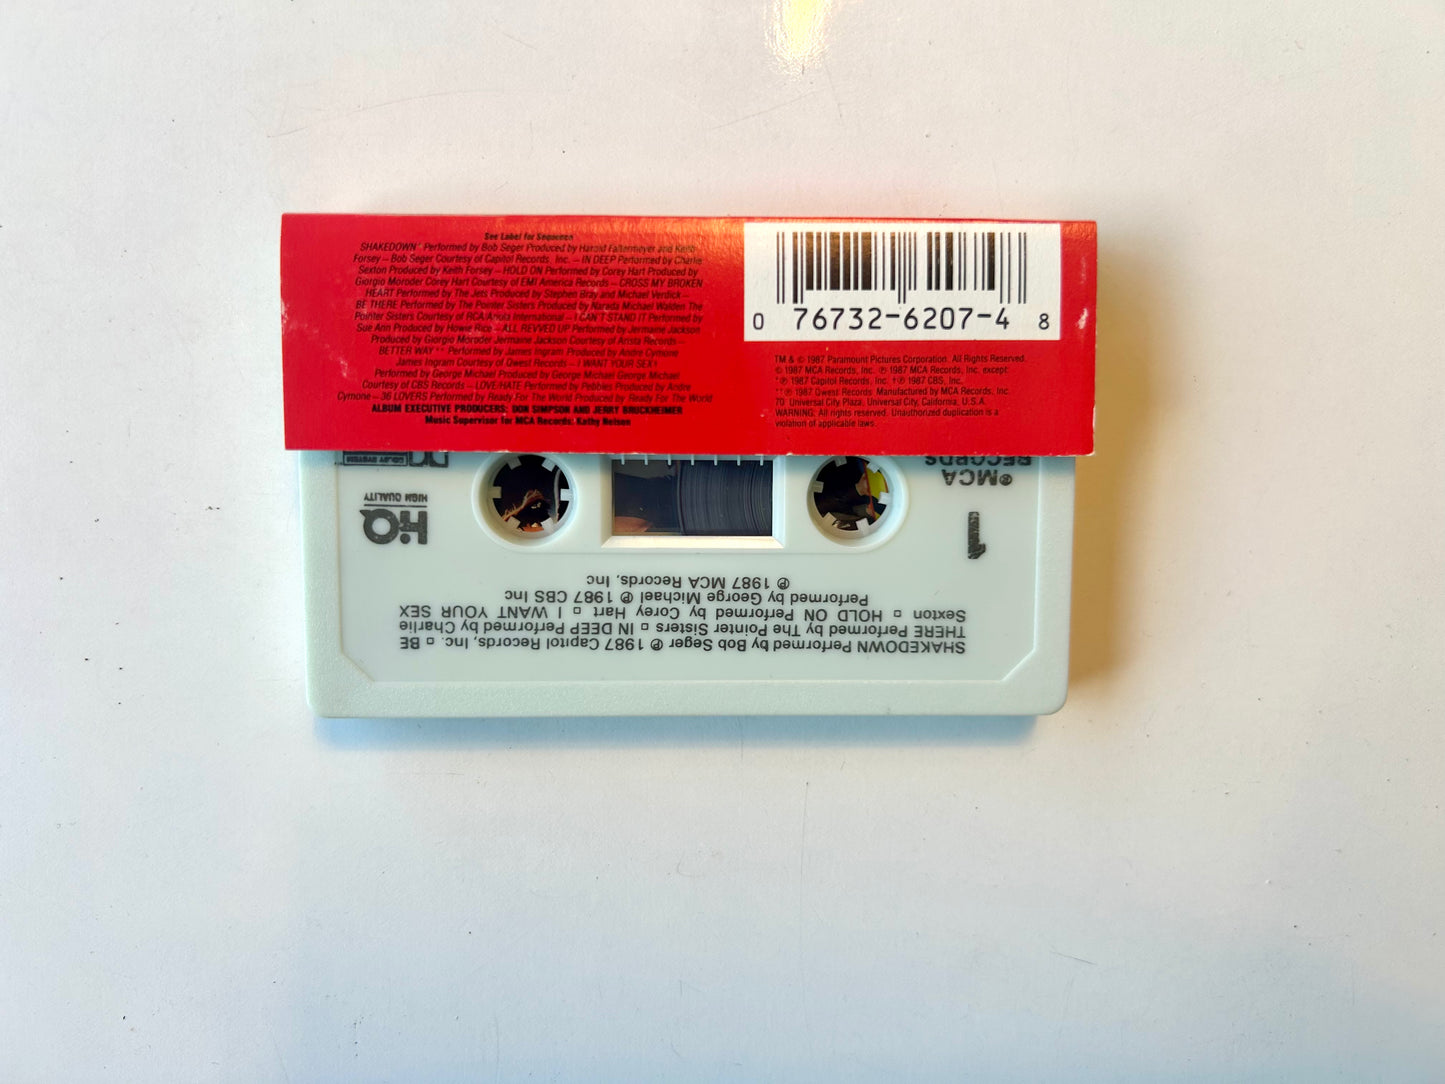 See Label for Sequence
SHAKEDOWN* Performed by Bob Seger Produced by Harold Faltermeyer and Keith
Forsey — Bob Seger Courtesy of Capitol Records, Inc. — IN DEEP Performed by Charlie
Sexton Produced by Keith Forsey — HOLD ON Performed by Corey Hart Produced by
Giorgio Moroder Corey Hart Courtesy of EMI America Records — CROSS MY BROKEN
HEART Performed by The Jets Produced by Stephen Bray and Michael Verdick —
BE THERE Performed by The Pointer Sisters Produced by Narada Michael Walden The
Pointer Sisters Courtesy of RCA/Ariola International — I CAN'T STAND IT Performed by
Sue Ann Produced by Howie Rice — ALL REVVED UP Performed by Jermaine Jackson
Produced by Giorgio Moroder Jermaine Jackson Courtesy of Arista Records —
BETTER WAY** Performed by James Ingram Produced by Andre Cymone
James Ingram Courtesy of Qwest Records — I WANT YOUR SEX†
Performed by George Michael Produced by George Michael George Michael
Courtesy of CBS Records — LOVE/HATE Performed by Pebbles Produced by Andre
Cymone — 36 LOVERS Performed by Ready For The World Produced by Ready For The World
ALBUM EXECUTIVE PRODUCERS: DON SIMPSON AND JERRY BRUCKHEIMER
Music Supervisor for MCA Records: Kathy Nelson
0 76732-6207-4 8
TM & © 1987 Paramount Pictures Corporation. All Rights Reserved.
© 1987 MCA Records, Inc. ℗ 1987 MCA Records, Inc. except
*℗ 1987 Capitol Records, Inc. †℗ 1987 CBS, Inc.
**℗ 1987 Qwest Records. Manufactured by MCA Records, Inc.
70 Universal City Plaza, Universal City, California, U.S.A.
WARNING: All rights reserved. Unauthorized duplication is a
violation of applicable laws.
SHAKEDOWN Performed by Bob Seger ℗ 1987 Capitol Records, Inc. ▫ BE
THERE Performed by The Pointer Sisters ▫ IN DEEP Performed by Charlie
Sexton ▫ HOLD ON Performed by Corey Hart ▫ I WANT YOUR SEX
Performed by George Michael ℗ 1987 CBS Inc
℗ 1987 MCA Records, Inc
HiQ
HIGH QUALITY
DOLBY SYSTEM
MCA
RECORDS